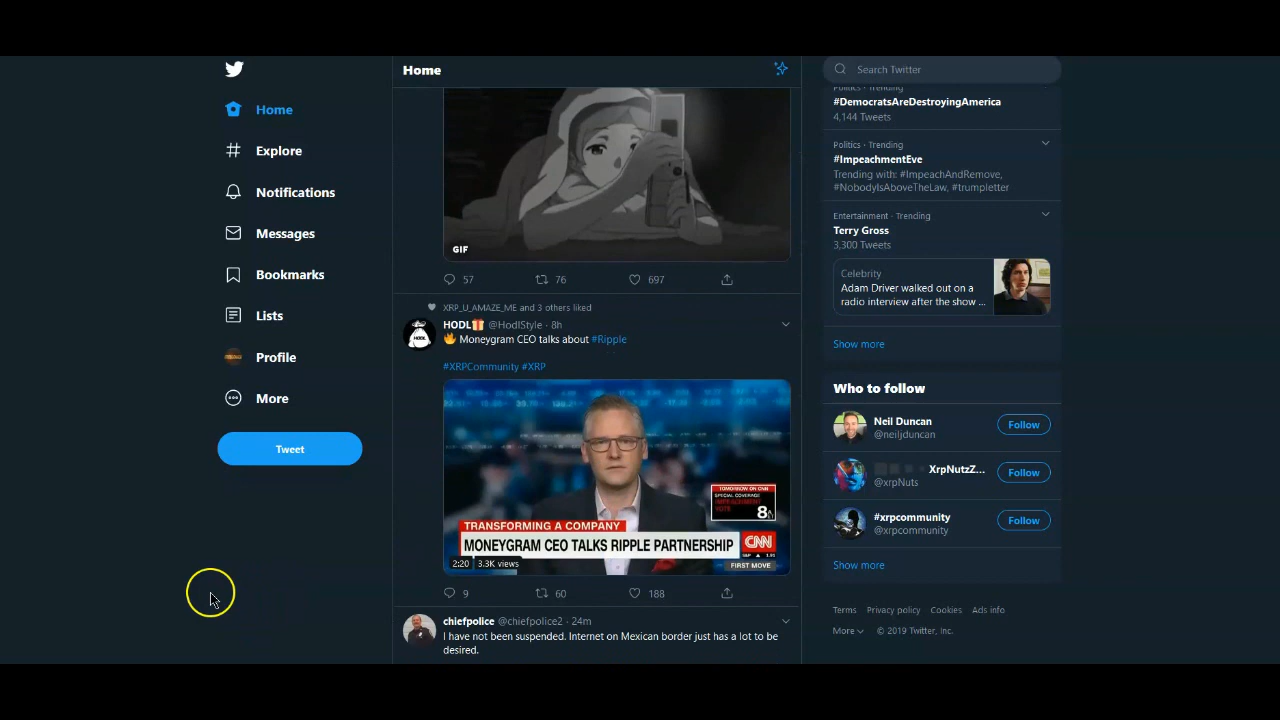 Home
Explore
Notifications
Messages
Bookmarks
Lists
Profile
More
Tweet
Home
GIF
57 76 697
XRP_U_AMAZE_ME and 3 others liked
HODL🎁 @HodlStyle · 8h
🔥 Moneygram CEO talks about #Ripple
#XRPCommunity #XRP
TOMORROW ON CNN
SPECIAL COVERAGE
IMPEACHMENT
VOTE
8
TRANSFORMING A COMPANY
MONEYGRAM CEO TALKS RIPPLE PARTNERSHIP
CNN
2:20 3.3K views
FIRST MOVE
9 60 188
chiefpolice @chiefpolice2 · 24m
I have not been suspended. Internet on Mexican border just has a lot to be
desired.
Search Twitter
Politics · Trending
#DemocratsAreDestroyingAmerica
4,144 Tweets
Politics · Trending
#ImpeachmentEve
Trending with: #ImpeachAndRemove,
#NobodyIsAboveTheLaw, #trumpletter
Entertainment · Trending
Terry Gross
3,300 Tweets
Celebrity
Adam Driver walked out on a
radio interview after the show ...
Show more
Who to follow
Neil Duncan
@neiljduncan
Follow
XrpNutzZ...
@xrpNuts
Follow
#xrpcommunity
@xrpcommunity
Follow
Show more
Terms Privacy policy Cookies Ads info
More © 2019 Twitter, Inc.